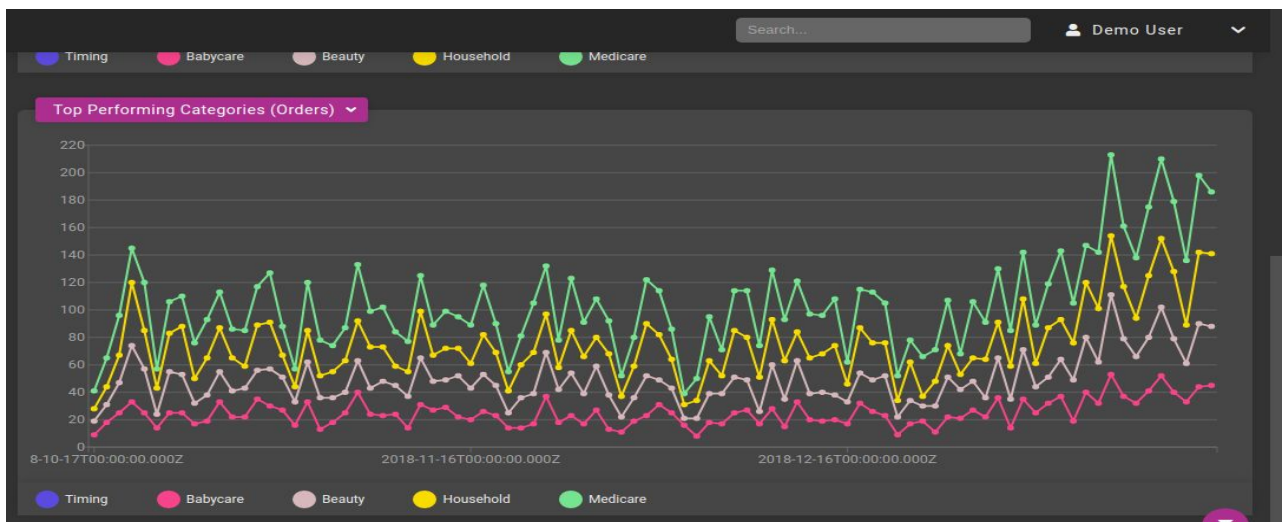 Search... Demo User
Timing Babycare Beauty Household Medicare
Top Performing Categories (Orders)
220
200
180
160
140
120
100
80
60
40
20
0
8-10-17T00:00:00.000Z 2018-11-16T00:00:00.000Z 2018-12-16T00:00:00.000Z
Timing Babycare Beauty Household Medicare